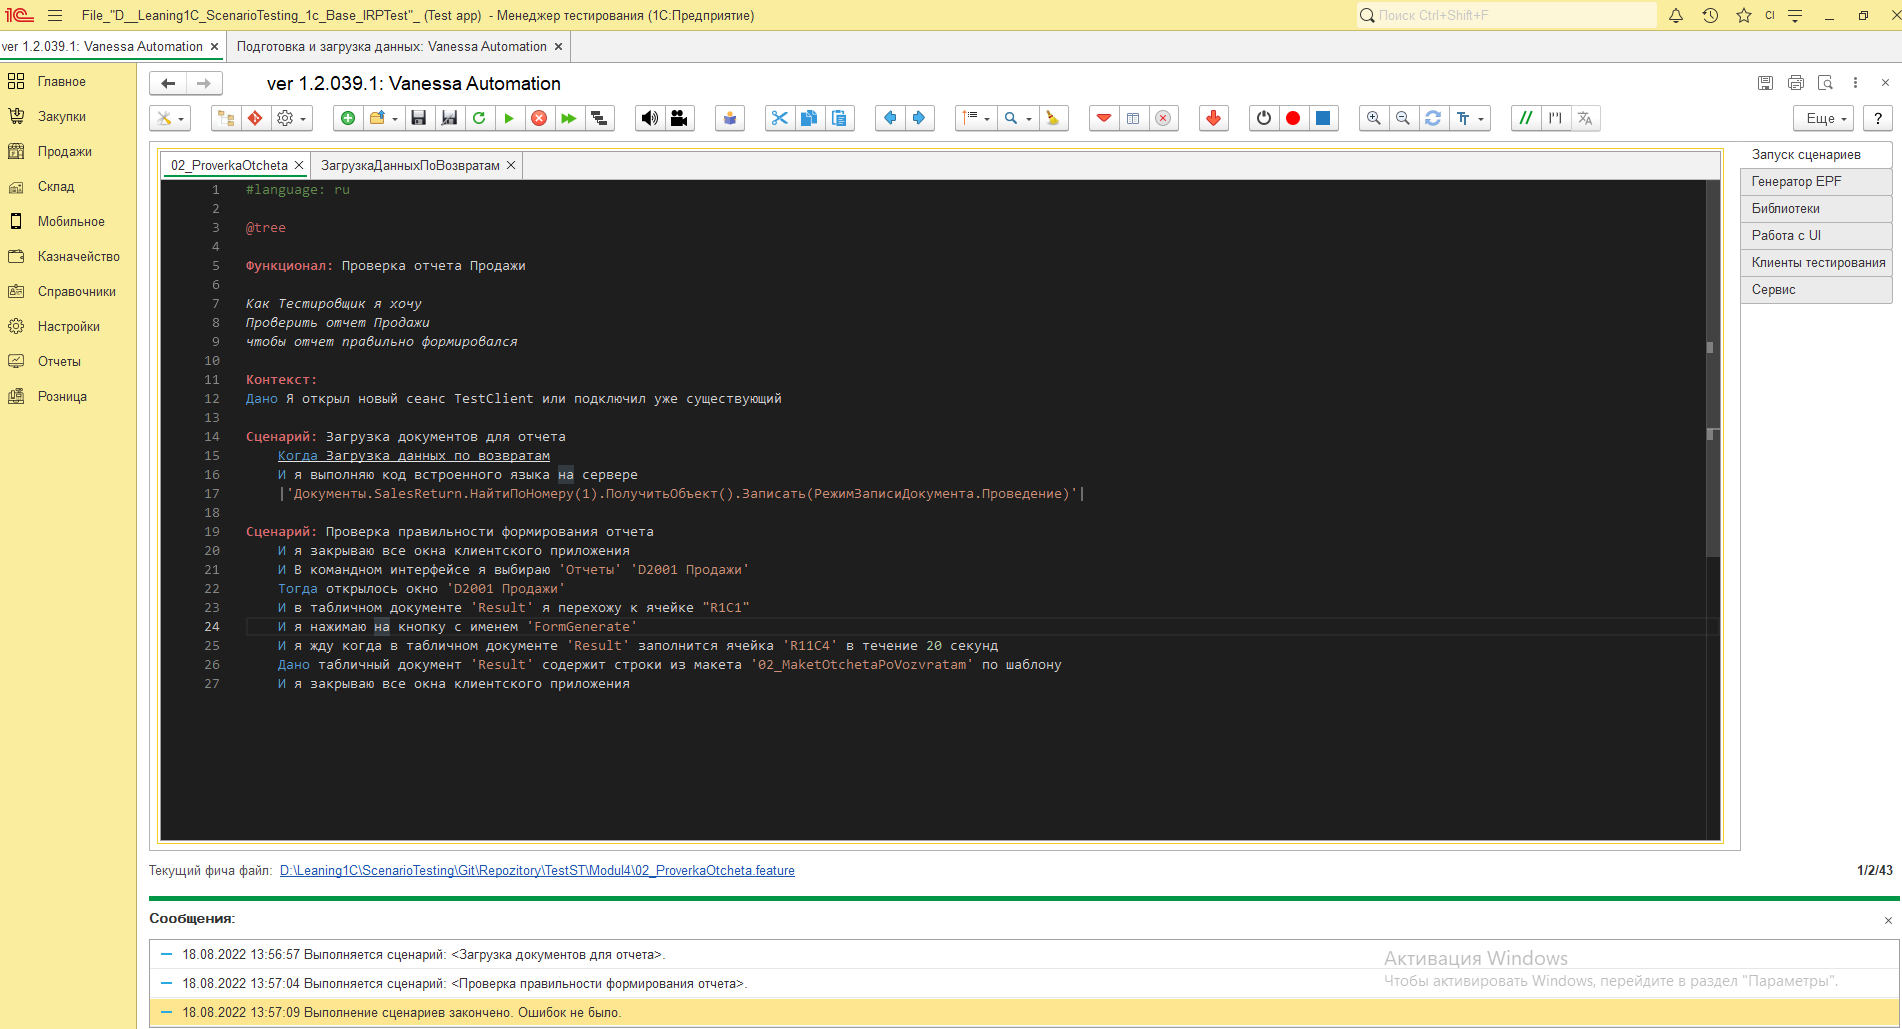 File_"D__Leaning1C_ScenarioTesting_1c_Base_IRPTest"_ (Test app) - Менеджер тестирования (1С:Предприятие)
Поиск Ctrl+Shift+F
CI
ver 1.2.039.1: Vanessa Automation ×
Подготовка и загрузка данных: Vanessa Automation ×
Главное
Закупки
Продажи
Склад
Мобильное
Казначейство
Справочники
Настройки
Отчеты
Розница
ver 1.2.039.1: Vanessa Automation
Еще
?
02_ProverkaOtcheta ×
ЗагрузкаДанныхПоВозвратам ×
1 #language: ru
2
3 @tree
4
5 Функционал: Проверка отчета Продажи
6
7 Как Тестировщик я хочу
8 Проверить отчет Продажи
9 чтобы отчет правильно формировался
10
11 Контекст:
12 Дано Я открыл новый сеанс TestClient или подключил уже существующий
13
14 Сценарий: Загрузка документов для отчета
15 Когда Загрузка данных по возвратам
16 И я выполняю код встроенного языка на сервере
17 |'Документы.SalesReturn.НайтиПоНомеру(1).ПолучитьОбъект().Записать(РежимЗаписиДокумента.Проведение)'|
18
19 Сценарий: Проверка правильности формирования отчета
20 И я закрываю все окна клиентского приложения
21 И В командном интерфейсе я выбираю 'Отчеты' 'D2001 Продажи'
22 Тогда открылось окно 'D2001 Продажи'
23 И в табличном документе 'Result' я перехожу к ячейке "R1C1"
24 И я нажимаю на кнопку с именем 'FormGenerate'
25 И я жду когда в табличном документе 'Result' заполнится ячейка 'R11C4' в течение 20 секунд
26 Дано табличный документ 'Result' содержит строки из макета '02_MaketOtchetaPoVozvratam' по шаблону
27 И я закрываю все окна клиентского приложения
Запуск сценариев
Генератор EPF
Библиотеки
Работа с UI
Клиенты тестирования
Сервис
Текущий фича файл: D:\Leaning1C\ScenarioTesting\Git\Repozitory\TestST\Modul4\02_ProverkaOtcheta.feature
1/2/43
Сообщения:
18.08.2022 13:56:57 Выполняется сценарий: <Загрузка документов для отчета>.
18.08.2022 13:57:04 Выполняется сценарий: <Проверка правильности формирования отчета>.
18.08.2022 13:57:09 Выполнение сценариев закончено. Ошибок не было.
Активация Windows
Чтобы активировать Windows, перейдите в раздел "Параметры".